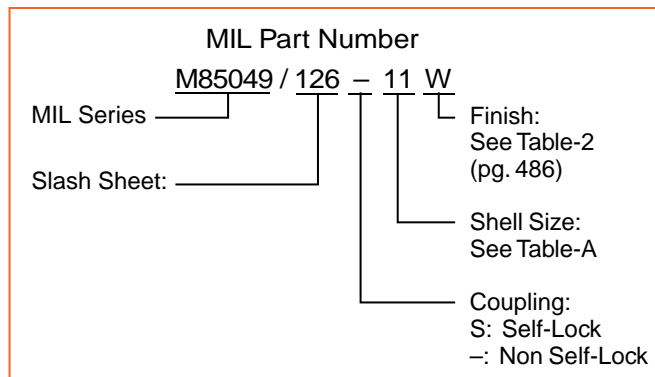 MIL Part Number
M85049 / 126 – 11 W
MIL Series
Slash Sheet:
Finish:
See Table-2
(pg. 486)
Shell Size:
See Table-A
Coupling:
S: Self-Lock
–: Non Self-Lock